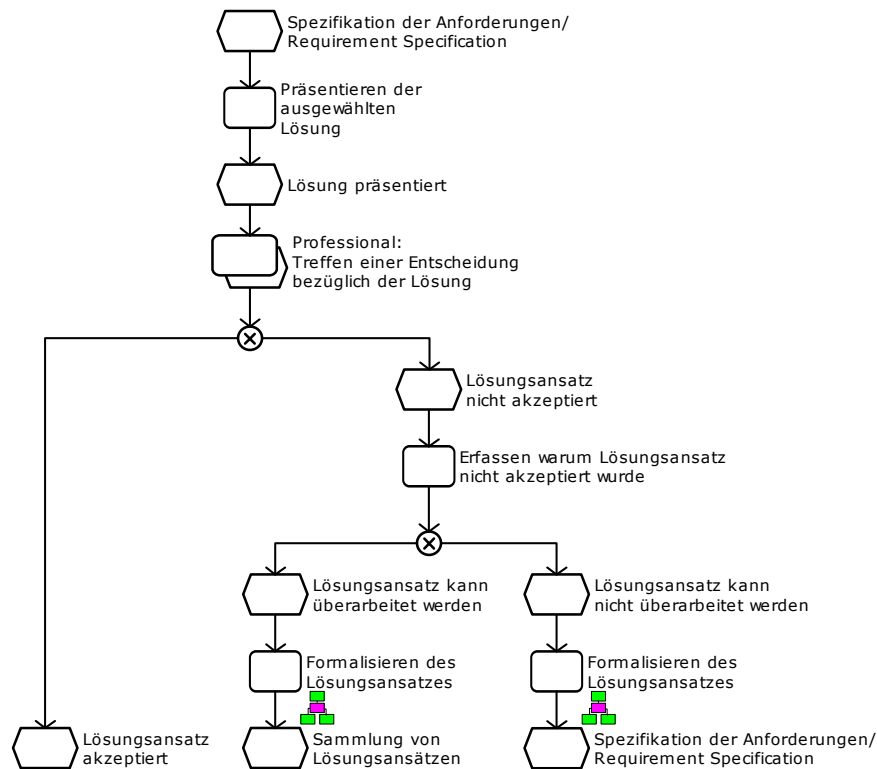 Spezifikation der Anforderungen/
Requirement Specification
Präsentieren der
ausgewählten
Lösung
Lösung präsentiert
Professional:
Treffen einer Entscheidung
bezüglich der Lösung
Lösungsansatz
nicht akzeptiert
Erfassen warum Lösungsansatz
nicht akzeptiert wurde
Lösungsansatz kann
überarbeitet werden
Lösungsansatz kann
nicht überarbeitet werden
Formalisieren des
Lösungsansatzes
Formalisieren des
Lösungsansatzes
Lösungsansatz
akzeptiert
Sammlung von
Lösungsansätzen
Spezifikation der Anforderungen/
Requirement Specification